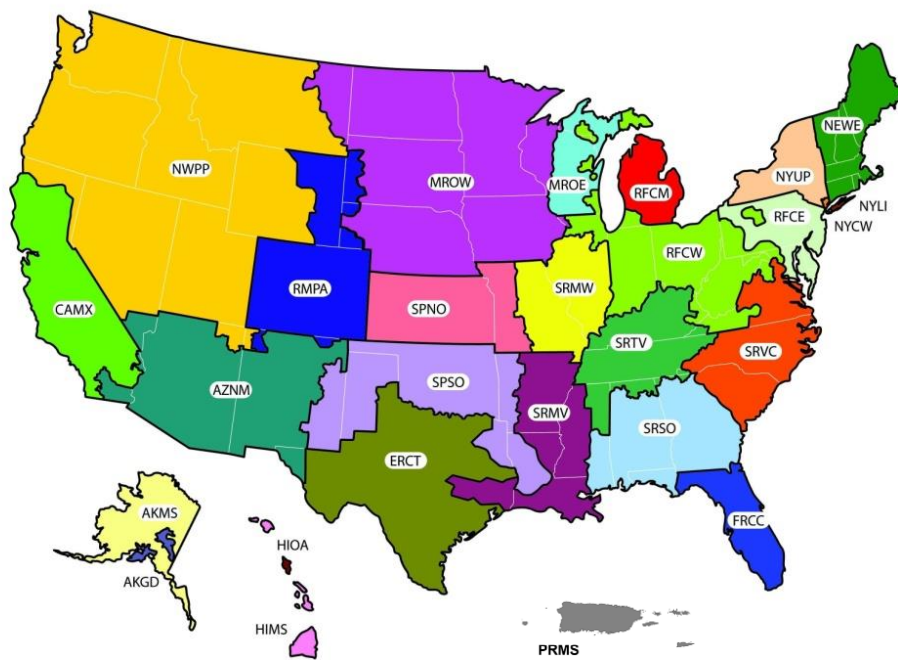 NEWE
NWPP
MROW
MROE
RFCM
NYUP
NYLI
NYCW
RFCE
RFCW
RMPA
SRMW
CAMX
SPNO
SRTV
SRVC
AZNM
SPSO
SRMV
SRSO
ERCT
AKMS
FRCC
HIOA
AKGD
HIMS
PRMS